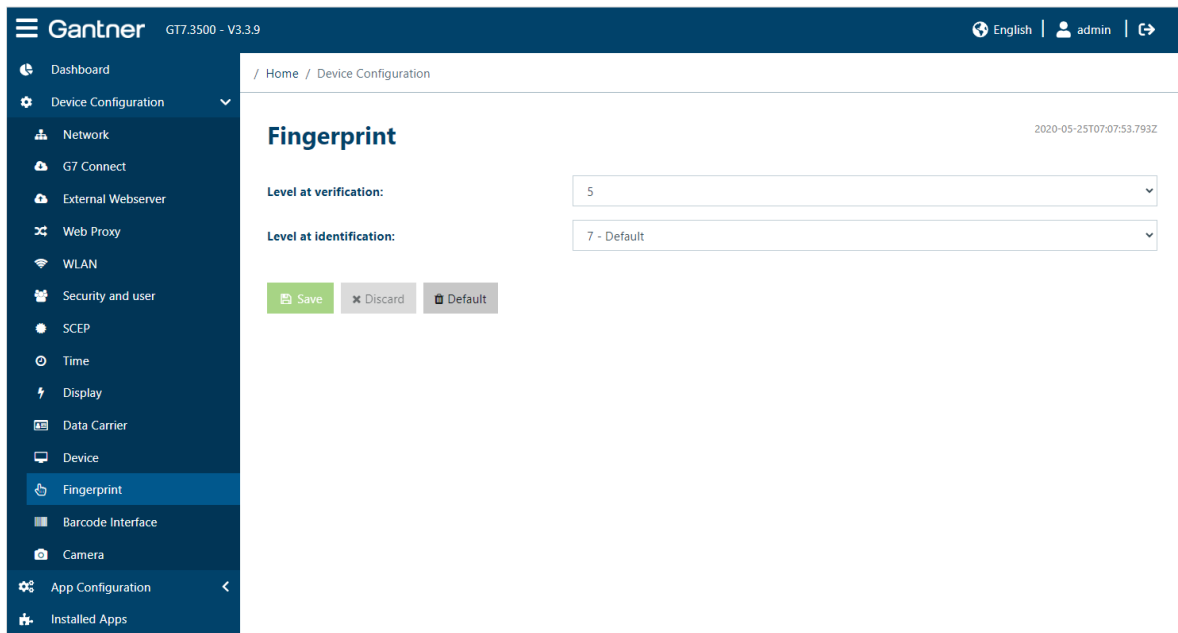 Gantner GT7.3500 - V3.3.9 English admin
Dashboard
Device Configuration
Network
G7 Connect
External Webserver
Web Proxy
WLAN
Security and user
SCEP
Time
Display
Data Carrier
Device
Fingerprint
Barcode Interface
Camera
App Configuration
Installed Apps
/ Home / Device Configuration
Fingerprint 2020-05-25T07:07:53.793Z
Level at verification: 5
Level at identification: 7 - Default
Save Discard Default